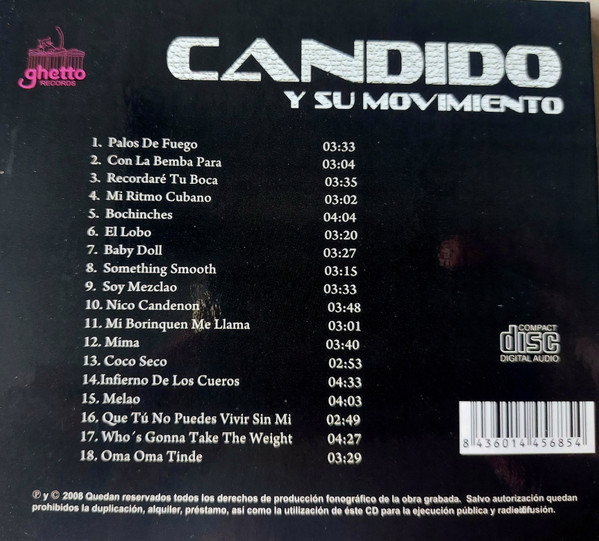 ghetto
RECORDS
CANDIDO
Y SU MOVIMIENTO
1. Palos De Fuego 03:33
2. Con La Bemba Para 03:04
3. Recordaré Tu Boca 03:35
4. Mi Ritmo Cubano 03:02
5. Bochinches 04:04
6. El Lobo 03:20
7. Baby Doll 03:27
8. Something Smooth 03:15
9. Soy Mezclao 03:33
10. Nico Candenon 03:48
11. Mi Borinquen Me Llama 03:01
12. Mima 03:40
13. Coco Seco 02:53
14.Infierno De Los Cueros 04:33
15. Melao 04:03
16. Que Tú No Puedes Vivir Sin Mi 02:49
17. Who´s Gonna Take The Weight 04:27
18. Oma Oma Tinde 03:29
COMPACT
disc
DIGITAL AUDIO
8 436014 456854
℗ y © 2008 Quedan reservados todos los derechos de producción fonográfico de la obra grabada. Salvo autorización quedan
prohibidos la duplicación, alquiler, préstamo, así como la utilización de éste CD para la ejecución pública y radiodifusión.